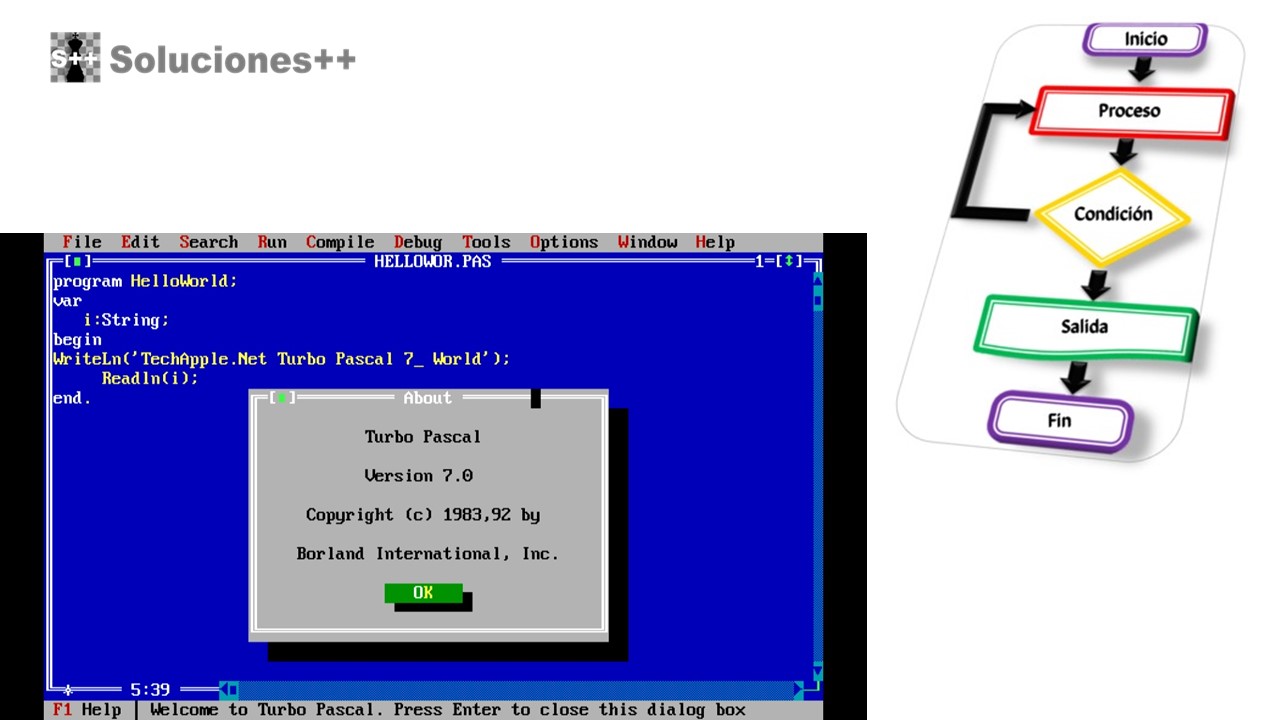 S++ Soluciones++
Inicio
Proceso
Condición
Salida
Fin
File Edit Search Run Compile Debug Tools Options Window Help
[■] HELLOWOR.PAS 1=[↕]
program HelloWorld;
var
i:String;
begin
WriteLn('TechApple.Net Turbo Pascal 7_ World');
Readln(i);
end.
[■] About
Turbo Pascal
Version 7.0
Copyright (c) 1983,92 by
Borland International, Inc.
OK
5:39
F1 Help │ Welcome to Turbo Pascal. Press Enter to close this dialog box